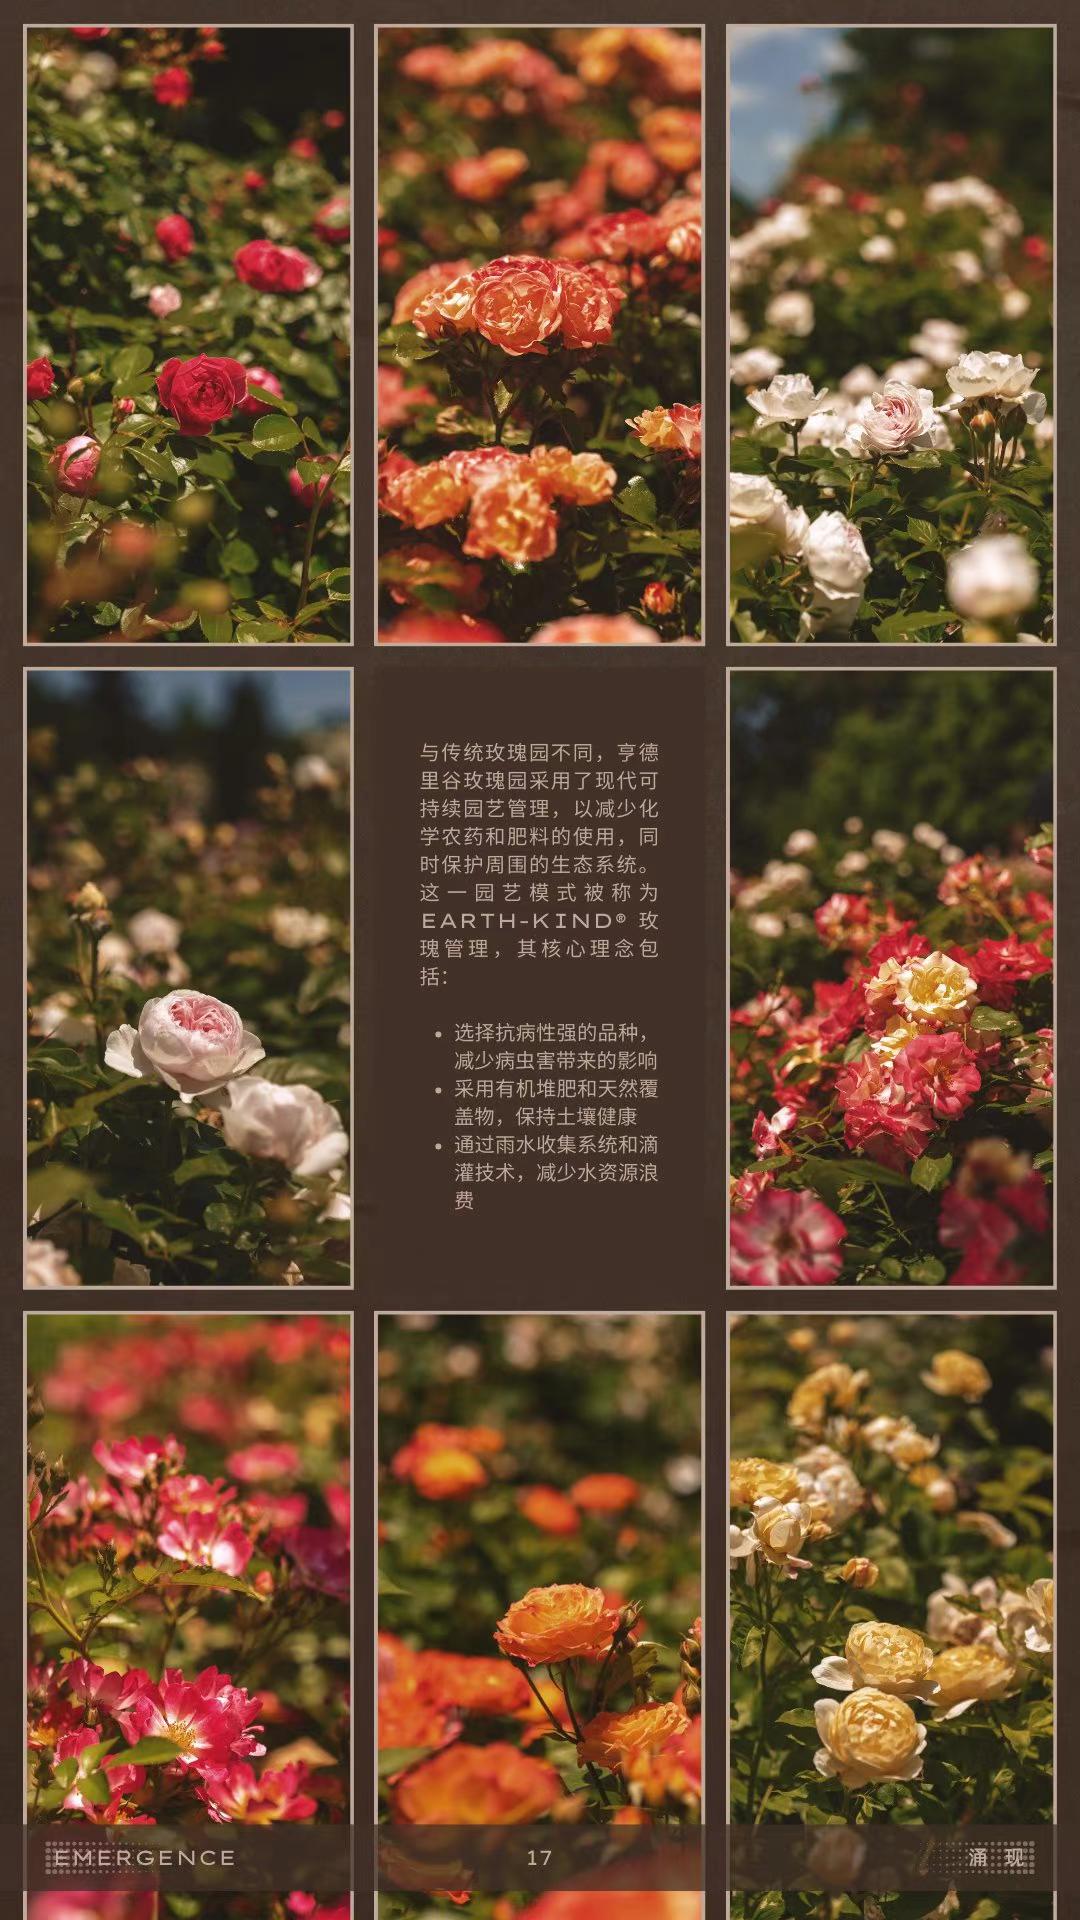 与传统玫瑰园不同，亨德
里谷玫瑰园采用了现代可
持续园艺管理，以减少化
学农药和肥料的使用，同
时保护周围的生态系统。
这一园艺模式被称为
EARTH-KIND® 玫
瑰管理，其核心理念包
括：
• 选择抗病性强的品种，
减少病虫害带来的影响
• 采用有机堆肥和天然覆
盖物，保持土壤健康
• 通过雨水收集系统和滴
灌技术，减少水资源浪
费
EMERGENCE
17
涌 现